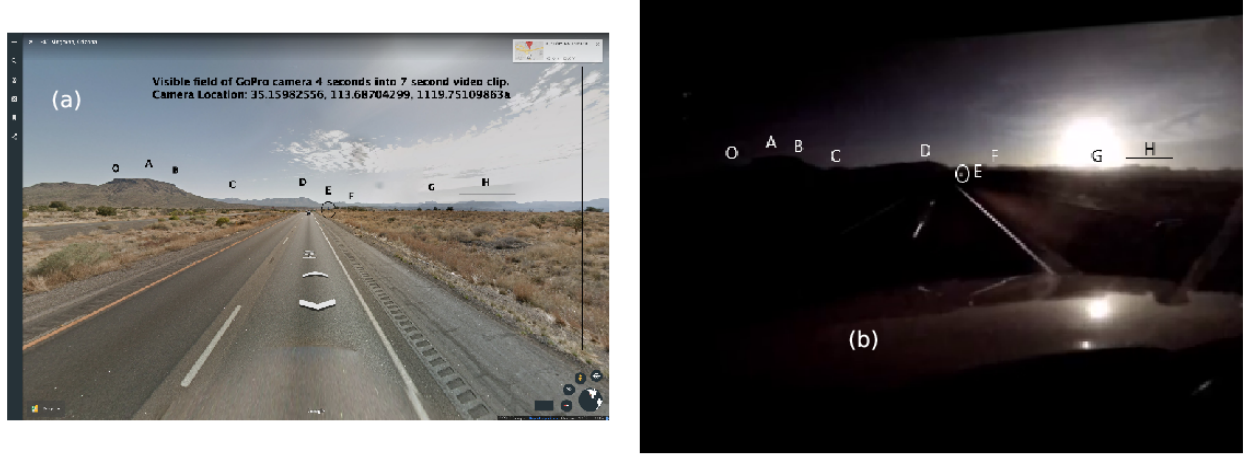 Visible field of GoPro camera 4 seconds into 7 second video clip.
Camera Location: 35.15982556, 113.68704299, 1119.75109863a
(a)
O A B C D E F G H
O A B C D E F G H
(b)